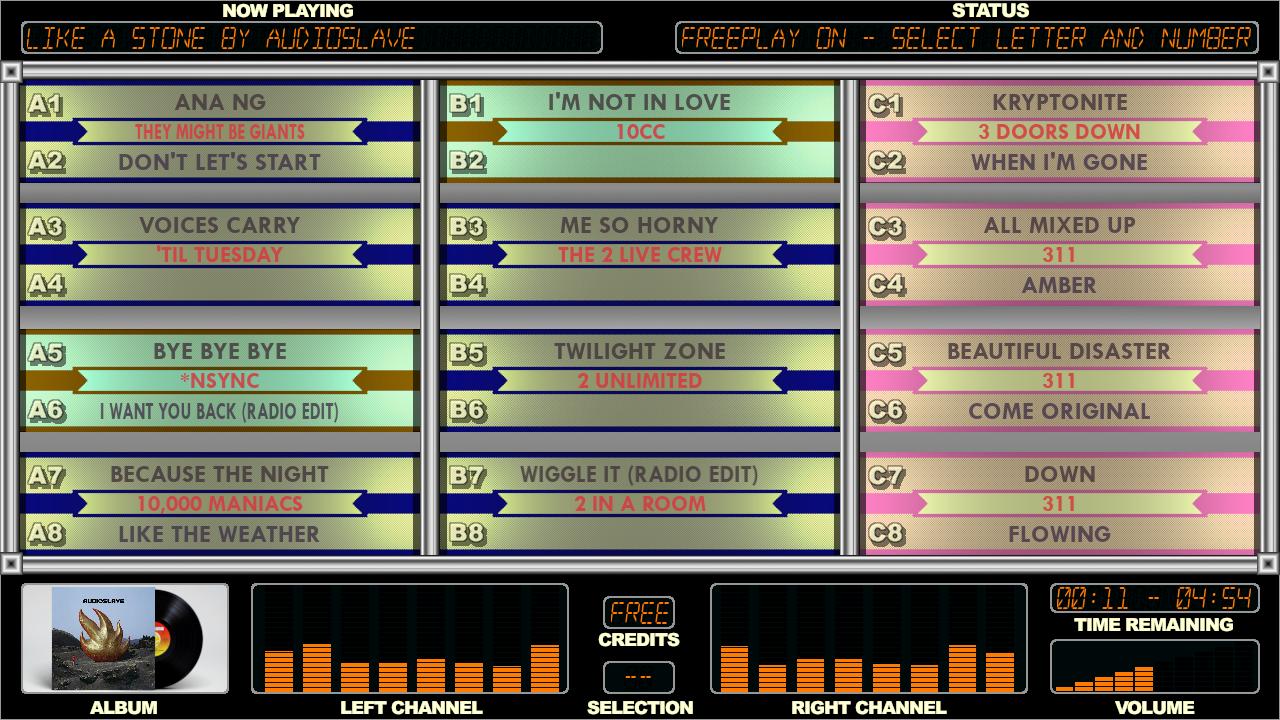 NOW PLAYING
STATUS
LIKE A STONE BY AUDIOSLAVE
FREEPLAY ON - SELECT LETTER AND NUMBER
A1 ANA NG
THEY MIGHT BE GIANTS
A2 DON'T LET'S START
B1 I'M NOT IN LOVE
10CC
B2
C1 KRYPTONITE
3 DOORS DOWN
C2 WHEN I'M GONE
A3 VOICES CARRY
'TIL TUESDAY
A4
B3 ME SO HORNY
THE 2 LIVE CREW
B4
C3 ALL MIXED UP
311
C4 AMBER
A5 BYE BYE BYE
*NSYNC
A6 I WANT YOU BACK (RADIO EDIT)
B5 TWILIGHT ZONE
2 UNLIMITED
B6
C5 BEAUTIFUL DISASTER
311
C6 COME ORIGINAL
A7 BECAUSE THE NIGHT
10,000 MANIACS
A8 LIKE THE WEATHER
B7 WIGGLE IT (RADIO EDIT)
2 IN A ROOM
B8
C7 DOWN
311
C8 FLOWING
AUDIOSLAVE
ALBUM
LEFT CHANNEL
FREE
CREDITS
-- --
SELECTION
RIGHT CHANNEL
00:11 - 04:54
TIME REMAINING
VOLUME